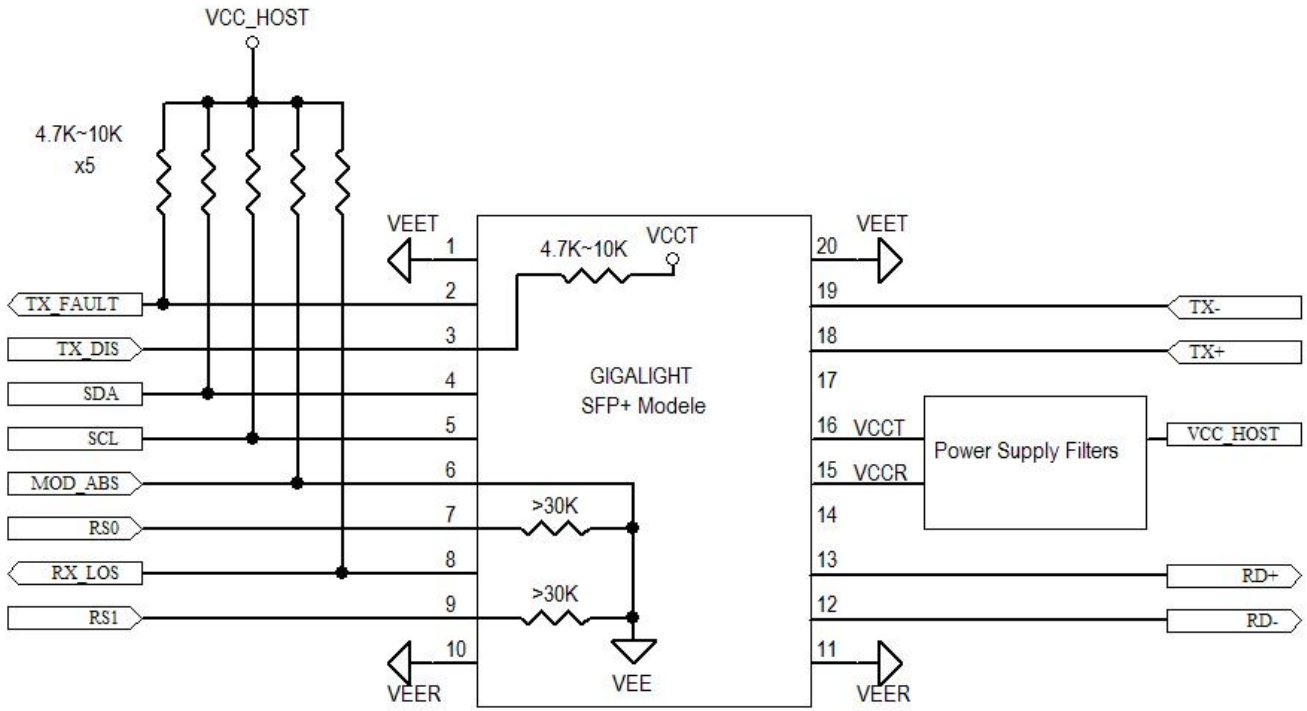 VCC_HOST
4.7K~10K
x5
VEET
1
4.7K~10K
VCCT
20
VEET
TX_FAULT
2
19
TX-
TX_DIS
3
18
TX+
SDA
4
GIGALIGHT
SFP+ Modele
17
SCL
5
16
VCCT
Power Supply Filters
VCC_HOST
MOD_ABS
6
15
VCCR
RS0
7
>30K
14
RX_LOS
8
13
RD+
RS1
9
>30K
12
RD-
10
VEER
VEE
11
VEER